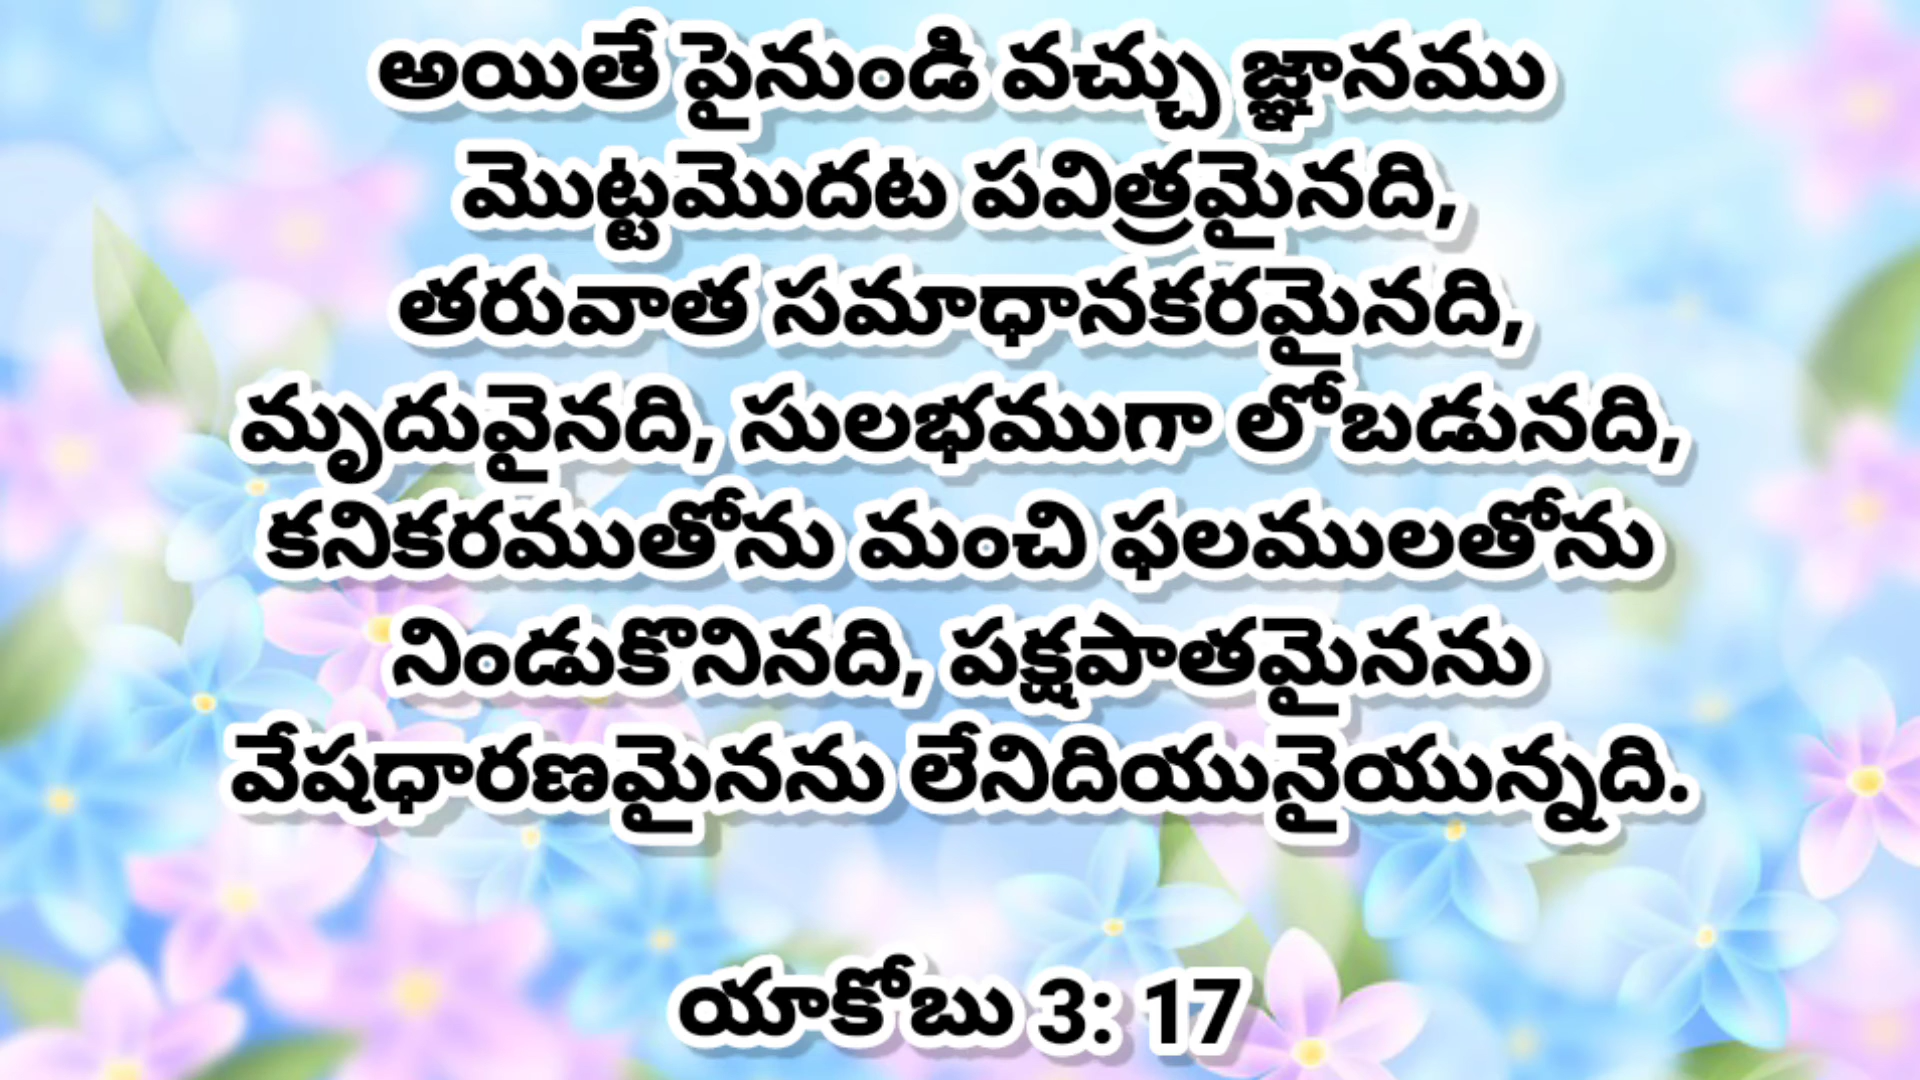 అయితే పైనుండి వచ్చు జ్ఞానము
మొట్టమొదట పవిత్రమైనది,
తరువాత సమాధానకరమైనది,
మృదువైనది, సులభముగా లోబడునది,
కనికరముతోను మంచి ఫలములతోను
నిండుకొనినది, పక్షపాతమైనను
వేషధారణమైనను లేనిదియునైయున్నది.
యాకోబు 3: 17